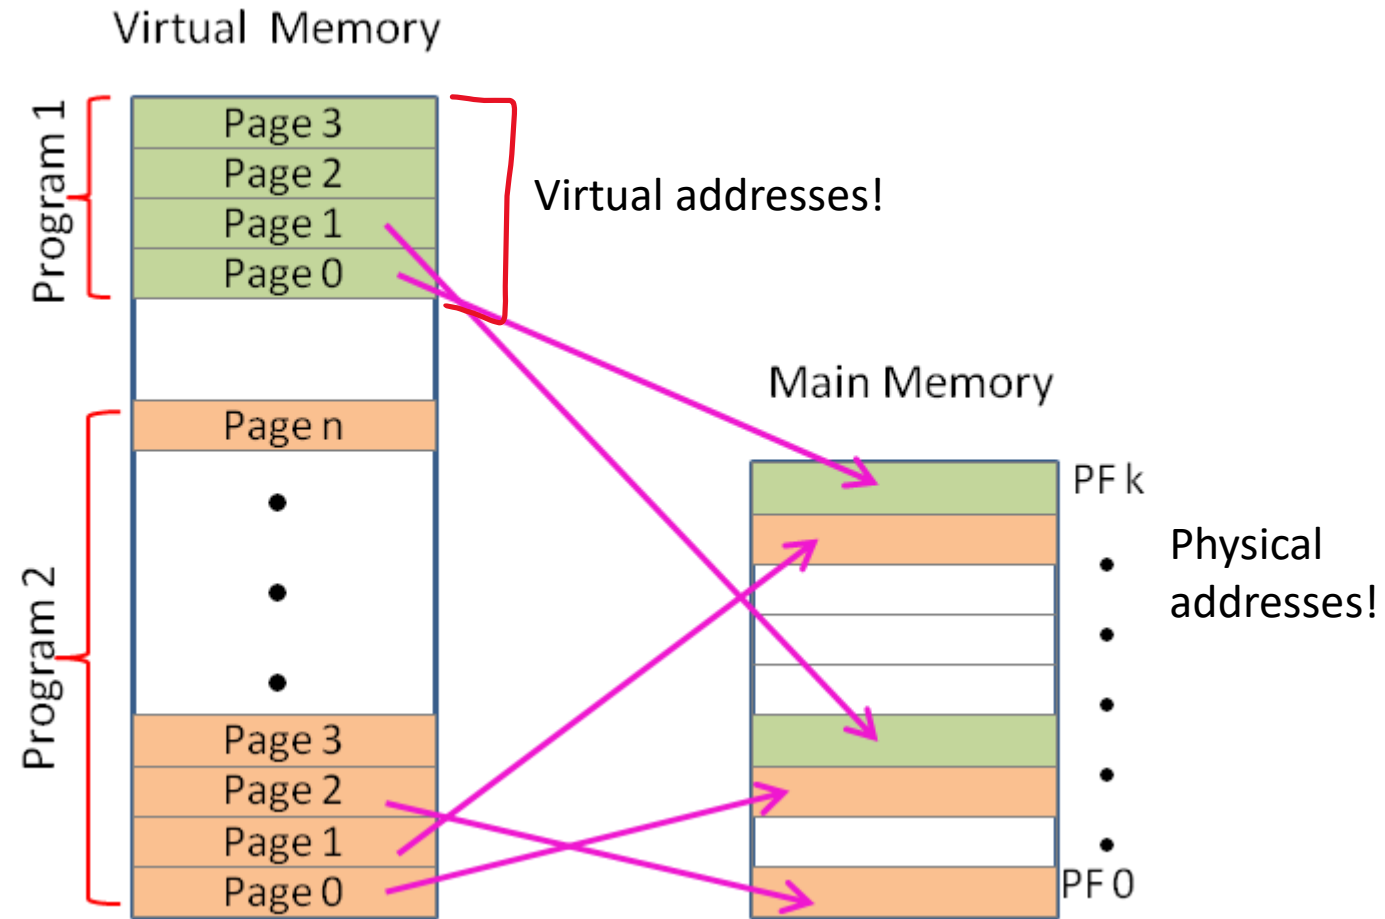 Virtual Memory
Program 1
Page 3
Page 2
Page 1
Page 0
Virtual addresses!
Program 2
Page n
Page 3
Page 2
Page 1
Page 0
Main Memory
PF k
Physical
addresses!
PF 0